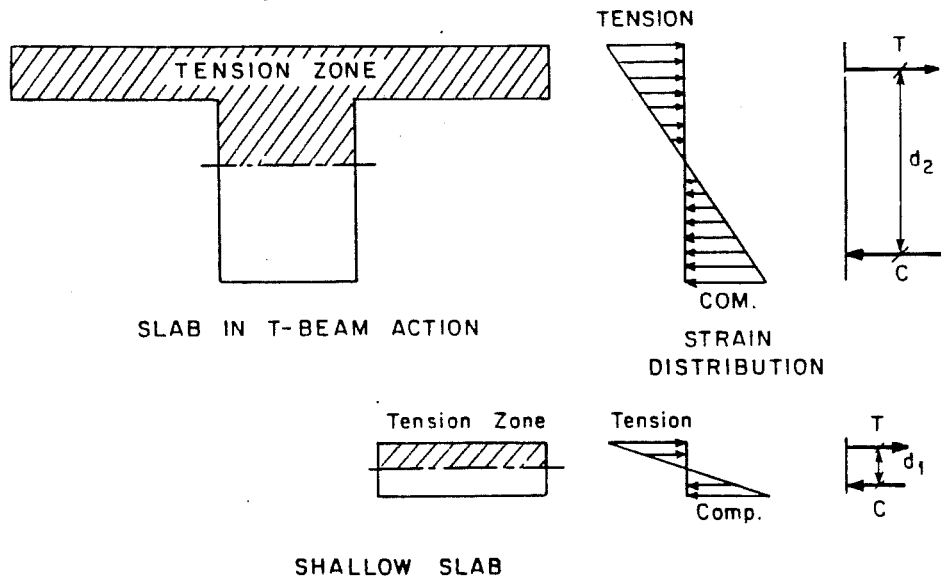 TENSION
TENSION ZONE
T
d2
C
COM.
SLAB IN T-BEAM ACTION
STRAIN
DISTRIBUTION
Tension Zone
Tension
T
d1
Comp.
C
SHALLOW SLAB